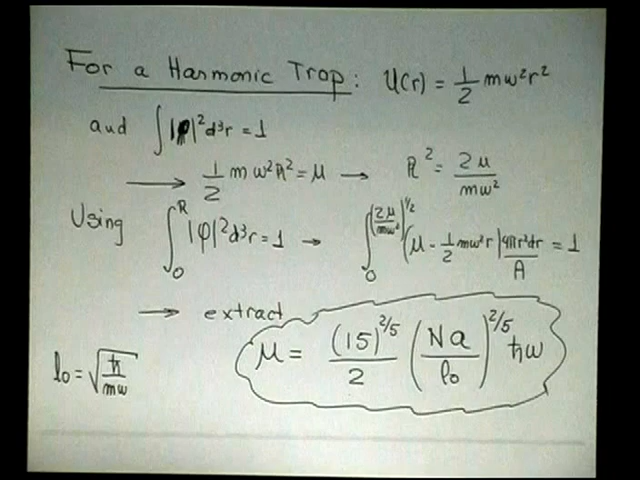 For a Harmonic Trap: U(r) = 1/2 mω²r²
and ∫|φ|²d³r = 1
→ 1/2 mω²R² = μ → R² = 2μ/mω²
Using ∫₀ᴿ |φ|²d³r = 1 → ∫₀^(2μ/mω²)^1/2 (μ - 1/2 mω²r) 4πr²dr/A = 1
→ extract
μ = (15)^2/5 / 2 (Na/l₀)^2/5 ħω
l₀ = √(ħ/mω)